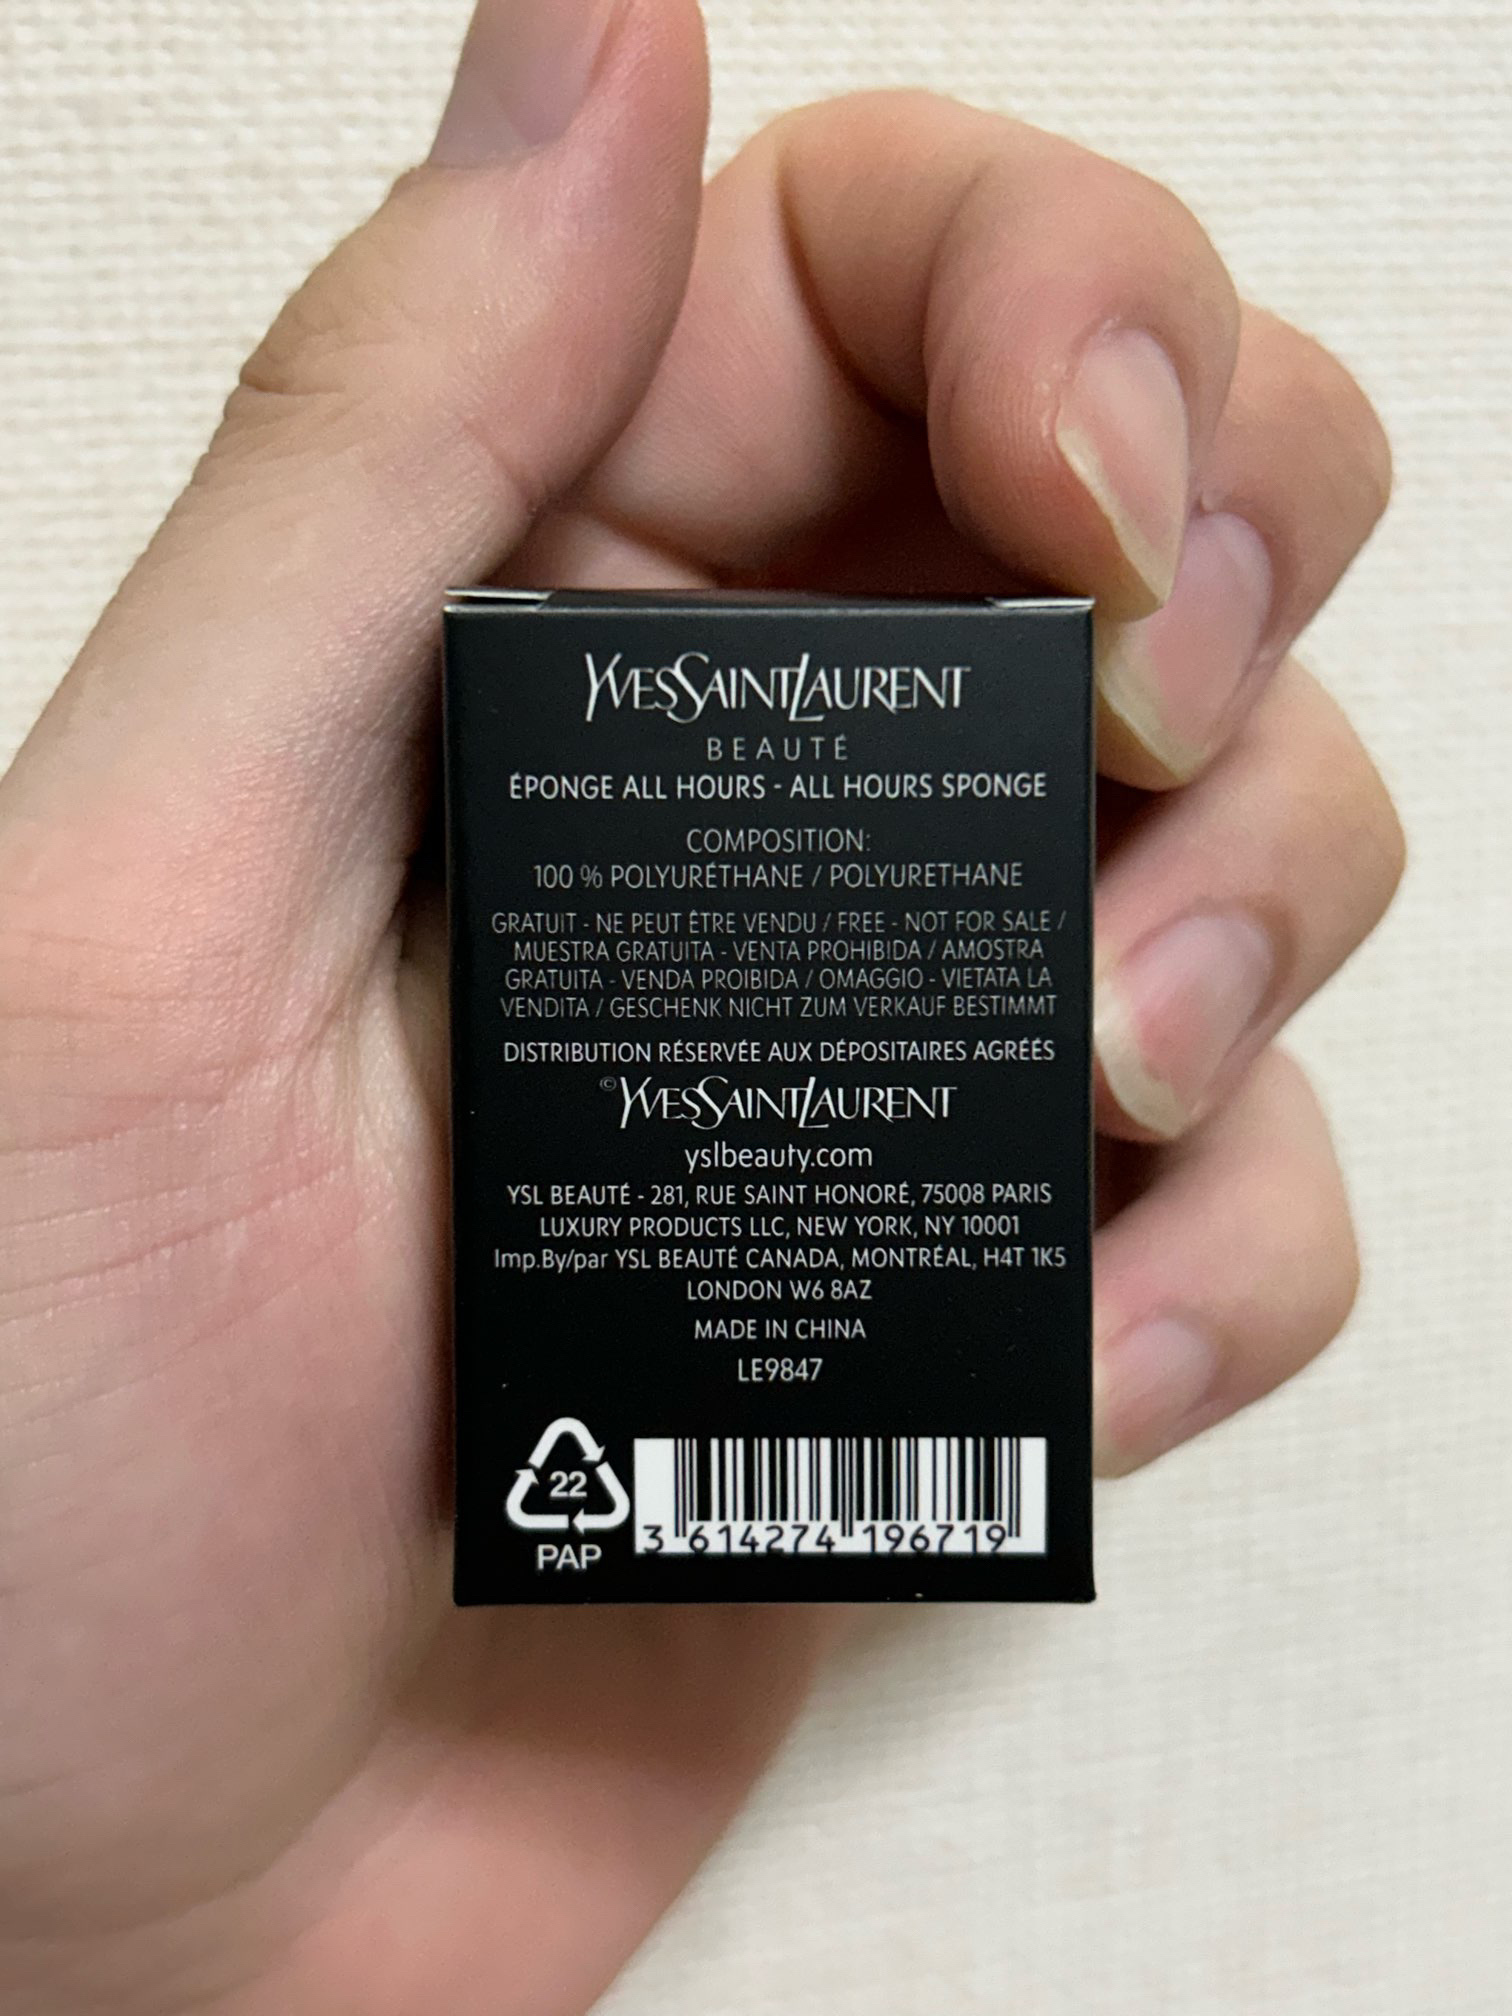 YVESSAINTLAURENT
BEAUTÉ
ÉPONGE ALL HOURS - ALL HOURS SPONGE
COMPOSITION:
100 % POLYURÉTHANE / POLYURETHANE
GRATUIT - NE PEUT ÊTRE VENDU / FREE - NOT FOR SALE /
MUESTRA GRATUITA - VENTA PROHIBIDA / AMOSTRA
GRATUITA - VENDA PROIBIDA / OMAGGIO - VIETATA LA
VENDITA / GESCHENK NICHT ZUM VERKAUF BESTIMMT
DISTRIBUTION RÉSERVÉE AUX DÉPOSITAIRES AGRÉÉS
©YVESSAINTLAURENT
yslbeauty.com
YSL BEAUTÉ - 281, RUE SAINT HONORÉ, 75008 PARIS
LUXURY PRODUCTS LLC, NEW YORK, NY 10001
Imp.By/par YSL BEAUTÉ CANADA, MONTRÉAL, H4T 1K5
LONDON W6 8AZ
MADE IN CHINA
LE9847
22
PAP
3 614274 196719